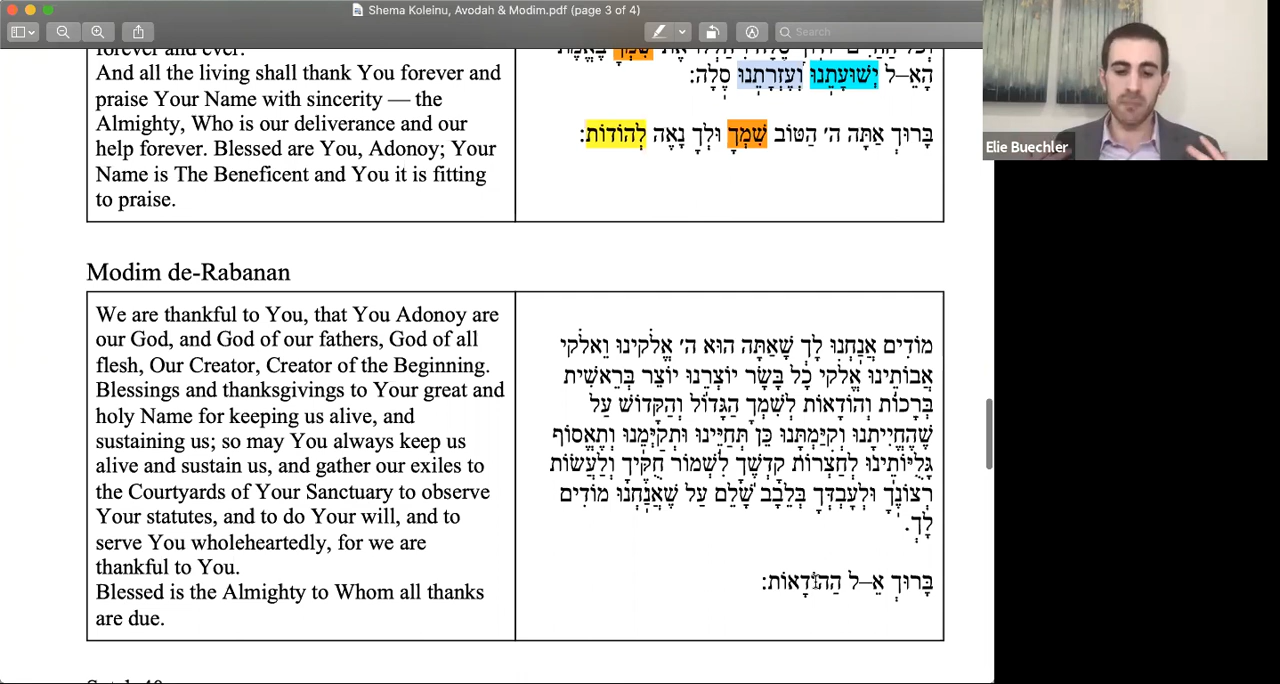 Shema Koleinu, Avodah & Modim.pdf (page 3 of 4)
Search
Elie Buechler
forever and ever.
And all the living shall thank You forever and
praise Your Name with sincerity — the
Almighty, Who is our deliverance and our
help forever. Blessed are You, Adonoy; Your
Name is The Beneficent and You it is fitting
to praise.
הָאֵ–ל יְשׁוּעָתֵֽנוּ וְעֶזְרָתֵֽנוּ סֶֽלָה:
בָּרוּךְ אַתָּה ה' הַטּוֹב שִׁמְךָ וּלְךָ נָאֶה לְהוֹדוֹת:
Modim de-Rabanan
We are thankful to You, that You Adonoy are
our God, and God of our fathers, God of all
flesh, Our Creator, Creator of the Beginning.
Blessings and thanksgivings to Your great and
holy Name for keeping us alive, and
sustaining us; so may You always keep us
alive and sustain us, and gather our exiles to
the Courtyards of Your Sanctuary to observe
Your statutes, and to do Your will, and to
serve You wholeheartedly, for we are
thankful to You.
Blessed is the Almighty to Whom all thanks
are due.
מוֹדִים אֲנַֽחְנוּ לָךְ שָׁאַתָּה הוּא ה' אֱלֹקֵינוּ וֵאלֹקֵי
אֲבוֹתֵינוּ אֱלֹקֵי כָל בָּשָׂר יוֹצְרֵנוּ יוֹצֵר בְּרֵאשִׁית
בְּרָכוֹת וְהוֹדָאוֹת לְשִׁמְךָ הַגָּדוֹל וְהַקָּדוֹשׁ עַל
שֶׁהֶחֱיִיתָֽנוּ וְקִיַּמְתָּֽנוּ כֵּן תְּחַיֵּינוּ וּתְקַיְּמֵֽנוּ וְתֶאֱסוֹף
גָּלֻיּוֹתֵֽינוּ לְחַצְרוֹת קָדְשֶֽׁךָ לִשְׁמוֹר חֻקֶּֽיךָ וְלַעֲשׂוֹת
רְצוֹנֶֽךָ וּלְעָבְדְּךָ בְּלֵבָב שָׁלֵם עַל שֶׁאֲנַֽחְנוּ מוֹדִים
לָךְ.
בָּרוּךְ אֵ–ל הַהוֹדָאוֹת: